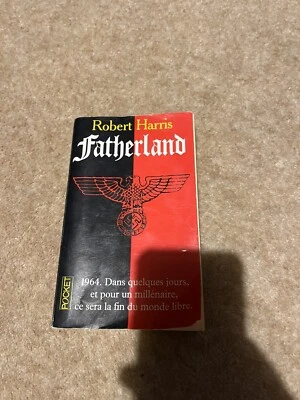 Robert Harris
Fatherland
1964. Dans quelques jours,
et pour un millénaire,
ce sera la fin du monde libre.
POCKET